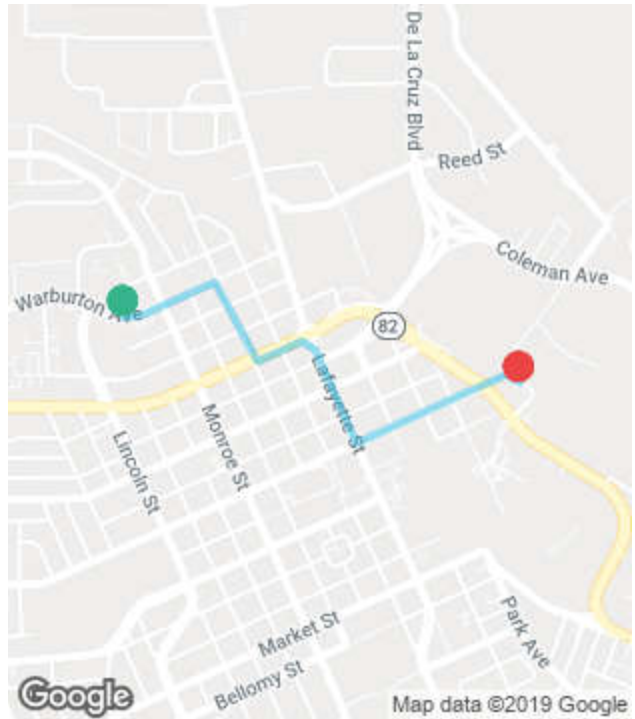 De La Cruz Blvd
Reed St
Coleman Ave
Warburton Ave
82
Lafayette St
Monroe St
Lincoln St
Market St
Park Ave
Bellomy St
Google
Map data ©2019 Google